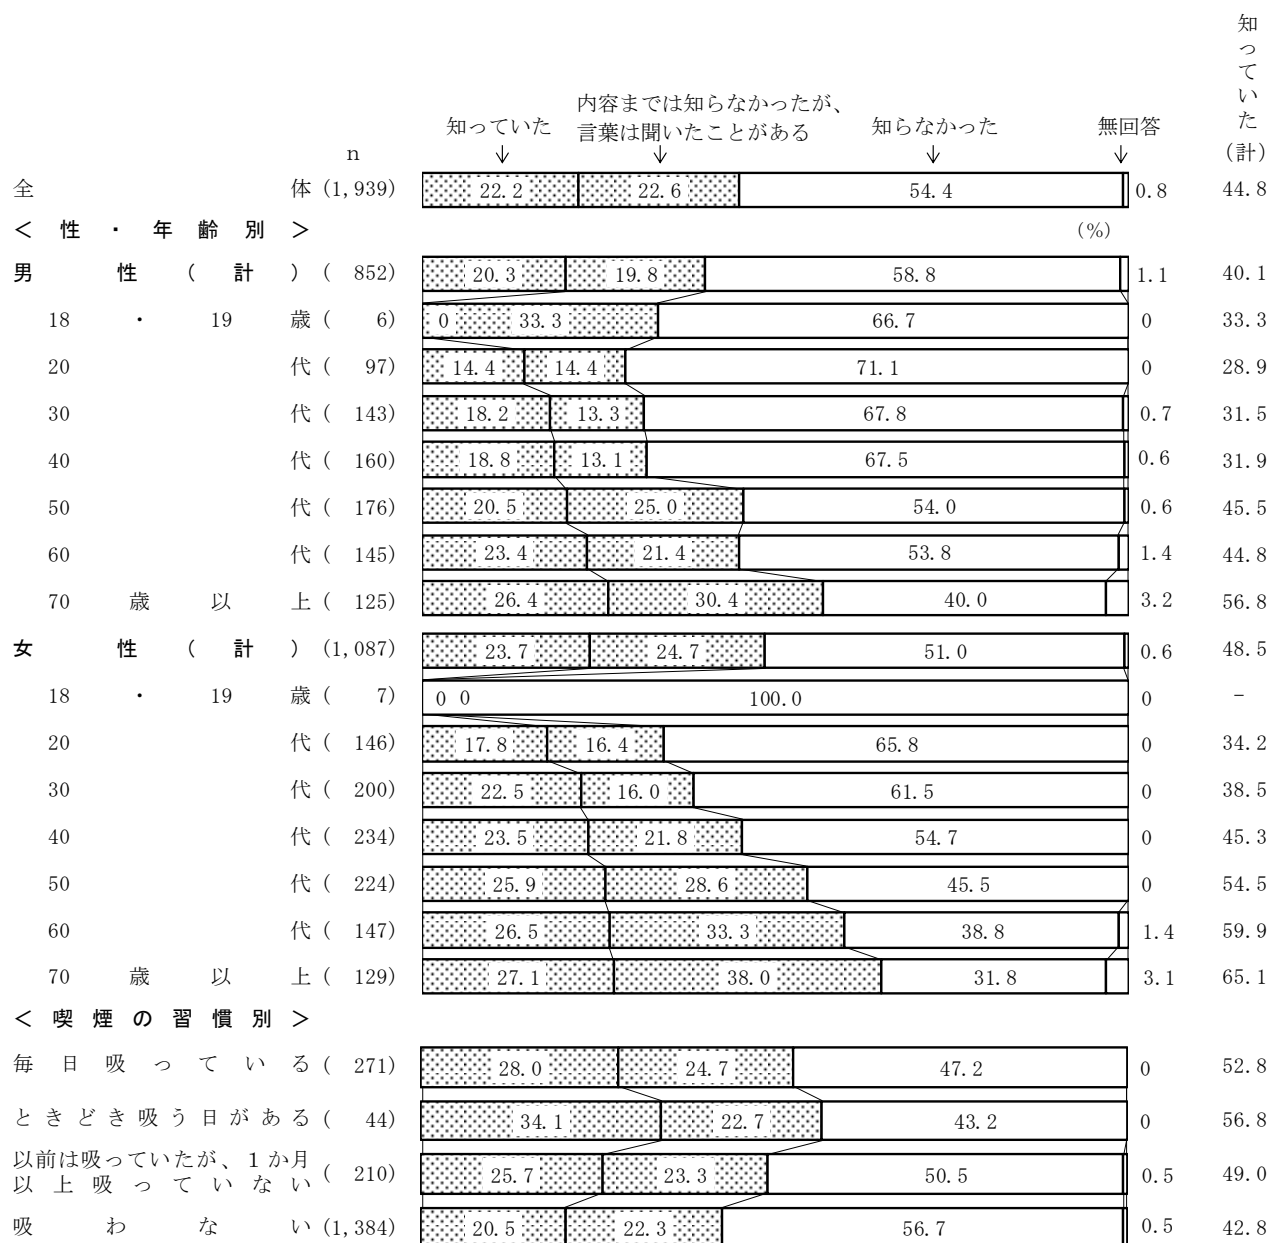 知っていた
（計）
内容までは知らなかったが、
知っていた 言葉は聞いたことがある 知らなかった 無回答
n
全体 (1,939) 22.2 22.6 54.4 0.8 44.8
＜性・年齢別＞ (%)
男性（計） (852) 20.3 19.8 58.8 1.1 40.1
18・19歳 (6) 0 33.3 66.7 0 33.3
20代 (97) 14.4 14.4 71.1 0 28.9
30代 (143) 18.2 13.3 67.8 0.7 31.5
40代 (160) 18.8 13.1 67.5 0.6 31.9
50代 (176) 20.5 25.0 54.0 0.6 45.5
60代 (145) 23.4 21.4 53.8 1.4 44.8
70歳以上 (125) 26.4 30.4 40.0 3.2 56.8
女性（計） (1,087) 23.7 24.7 51.0 0.6 48.5
18・19歳 (7) 0 0 100.0 0 －
20代 (146) 17.8 16.4 65.8 0 34.2
30代 (200) 22.5 16.0 61.5 0 38.5
40代 (234) 23.5 21.8 54.7 0 45.3
50代 (224) 25.9 28.6 45.5 0 54.5
60代 (147) 26.5 33.3 38.8 1.4 59.9
70歳以上 (129) 27.1 38.0 31.8 3.1 65.1
＜喫煙の習慣別＞
毎日吸っている (271) 28.0 24.7 47.2 0 52.8
ときどき吸う日がある (44) 34.1 22.7 43.2 0 56.8
以前は吸っていたが、１か月
以上吸っていない (210) 25.7 23.3 50.5 0.5 49.0
吸わない (1,384) 20.5 22.3 56.7 0.5 42.8